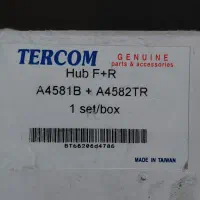 TERCOM
GENUINE
parts & accessories
Hub F+R
A4581B + A4582TR
1 set/box
MADE IN TAIWAN